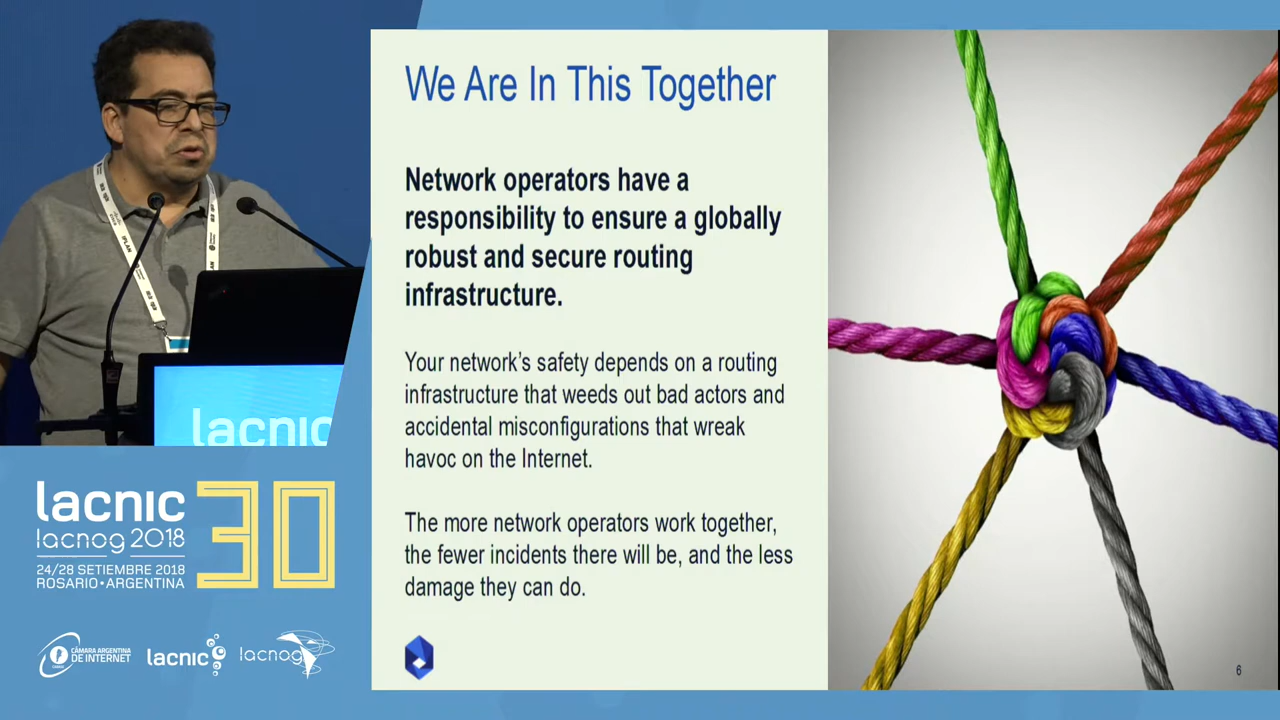 We Are In This Together
Network operators have a
responsibility to ensure a globally
robust and secure routing
infrastructure.
Your network's safety depends on a routing
infrastructure that weeds out bad actors and
accidental misconfigurations that wreak
havoc on the Internet.
The more network operators work together,
the fewer incidents there will be, and the less
damage they can do.
6
lacnic
lacnic 30
lacnog 2018
24/28 SETIEMBRE 2018
ROSARIO•ARGENTINA
CÁMARA ARGENTINA
DE INTERNET
lacnic
lacnog